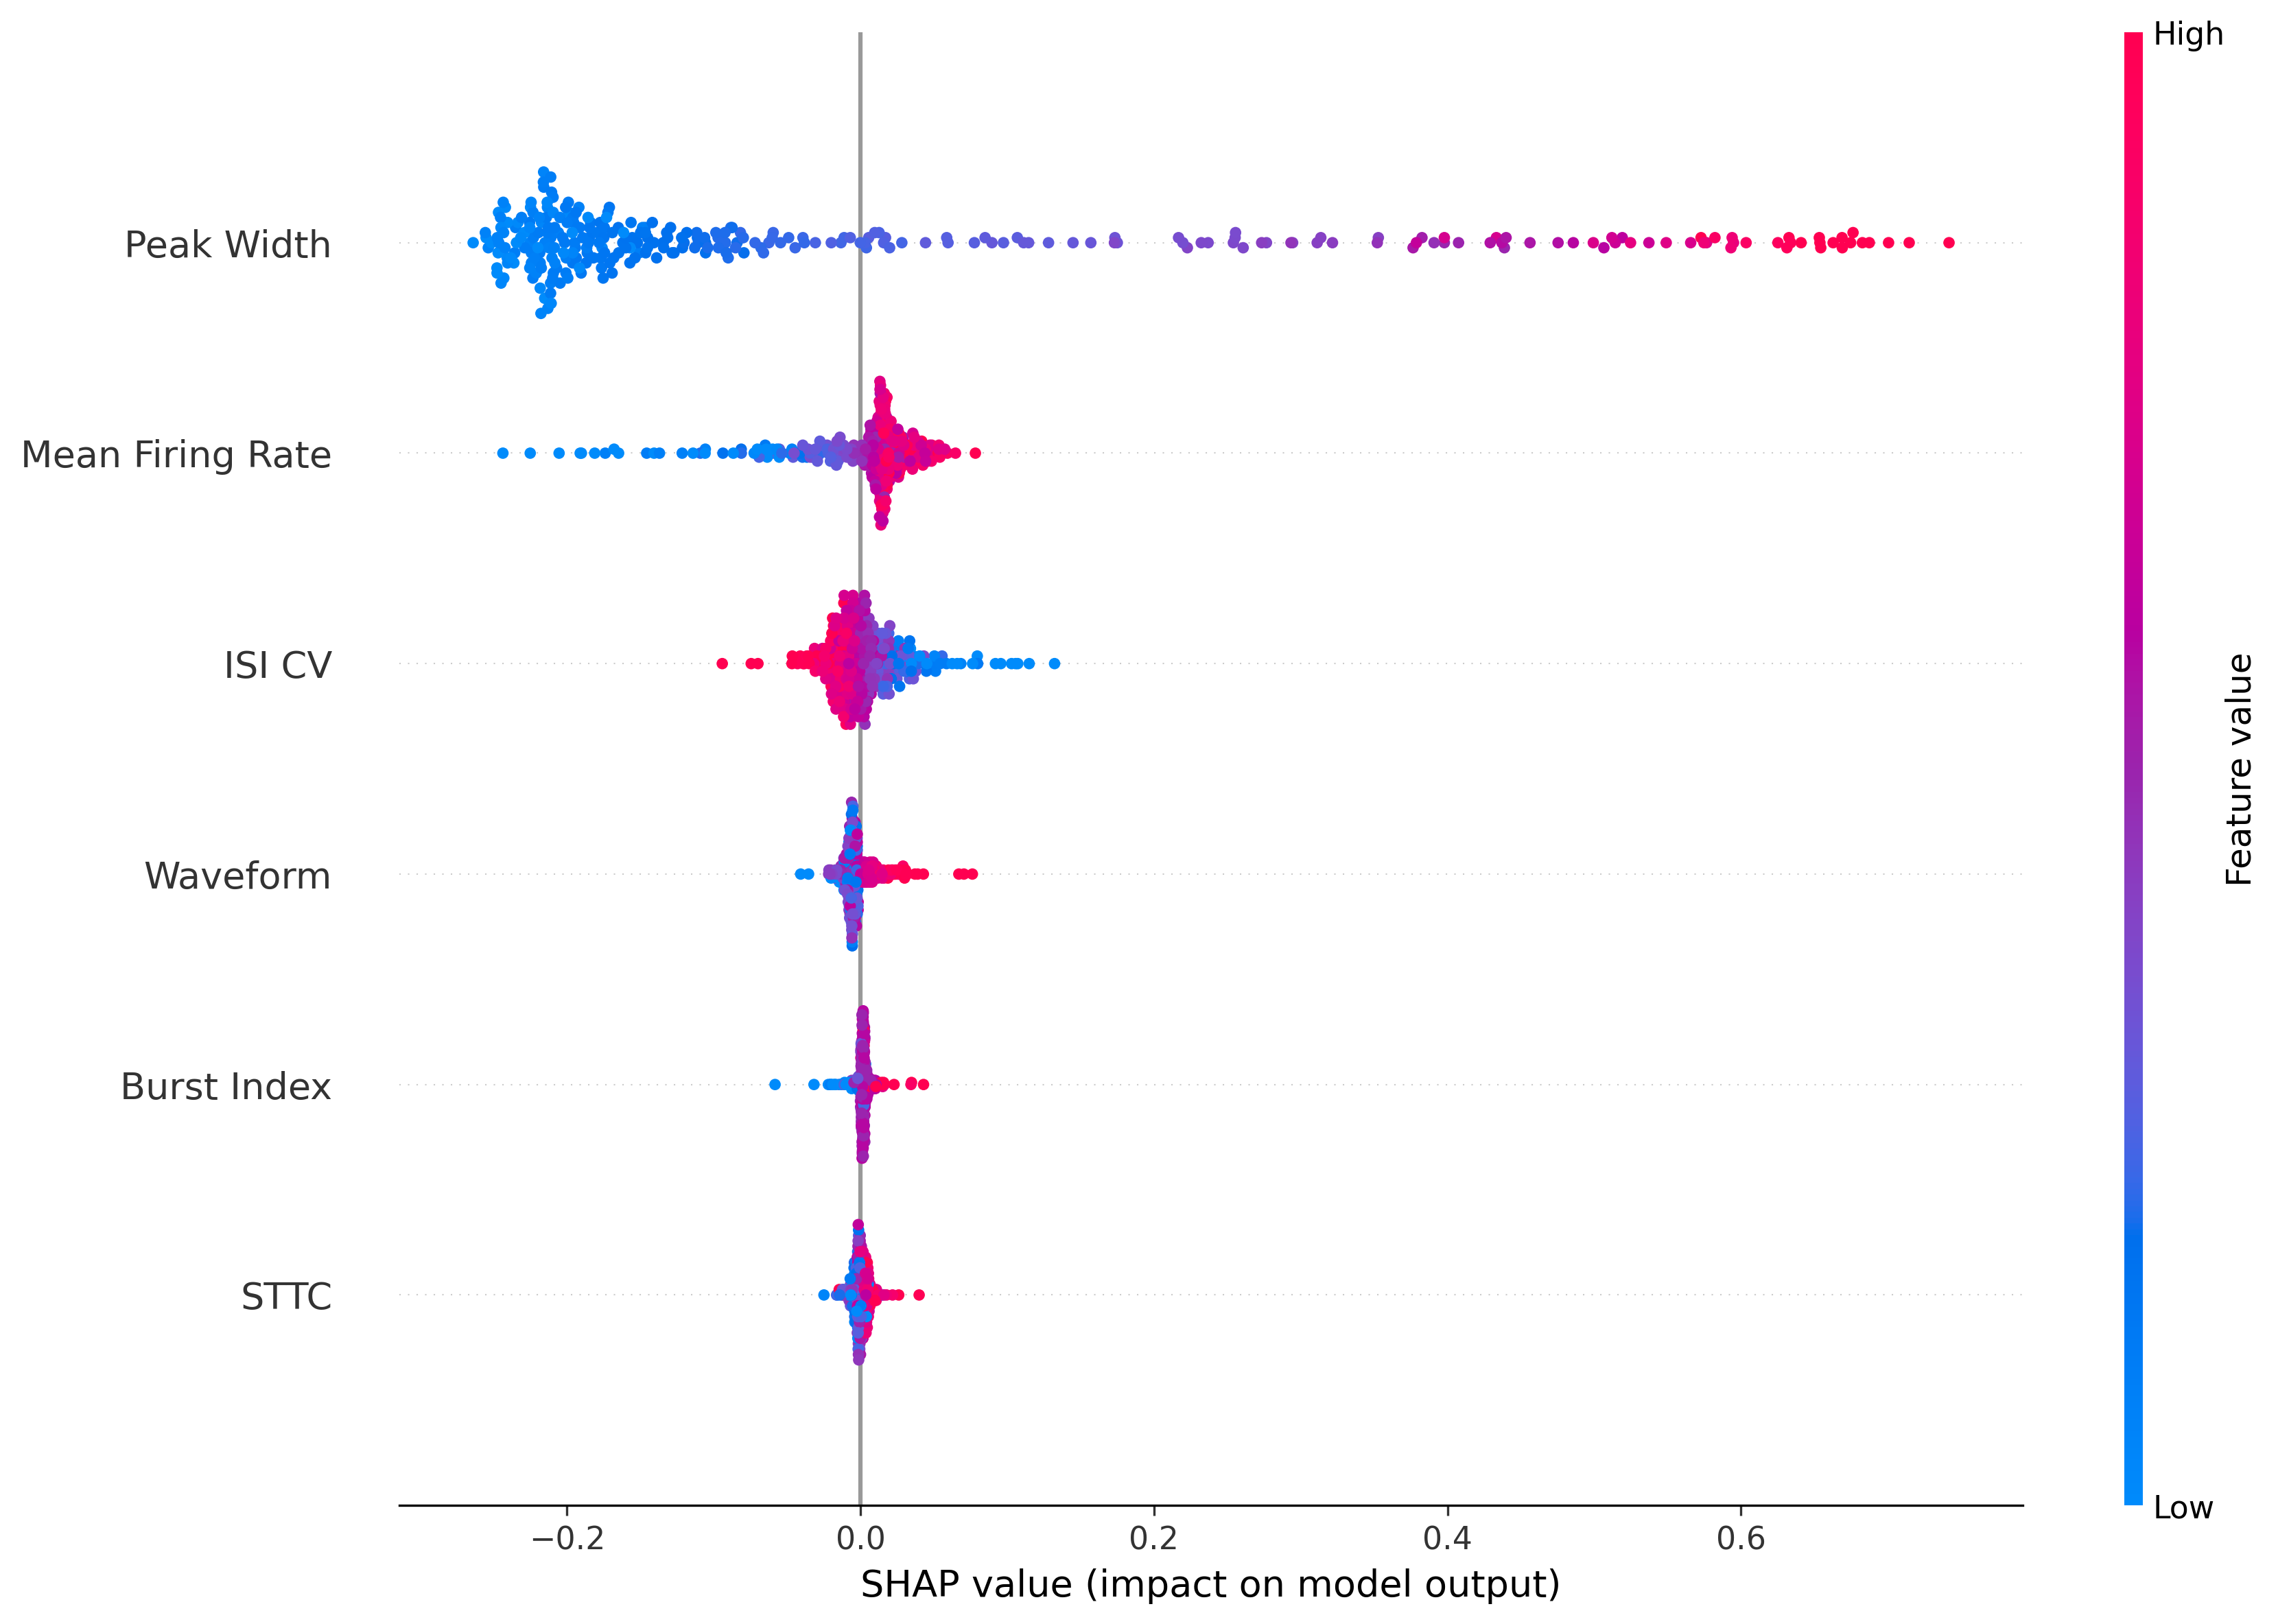 High
Peak Width
Mean Firing Rate
ISI CV
Waveform
Burst Index
STTC
Feature value
Low
−0.2 0.0 0.2 0.4 0.6
SHAP value (impact on model output)